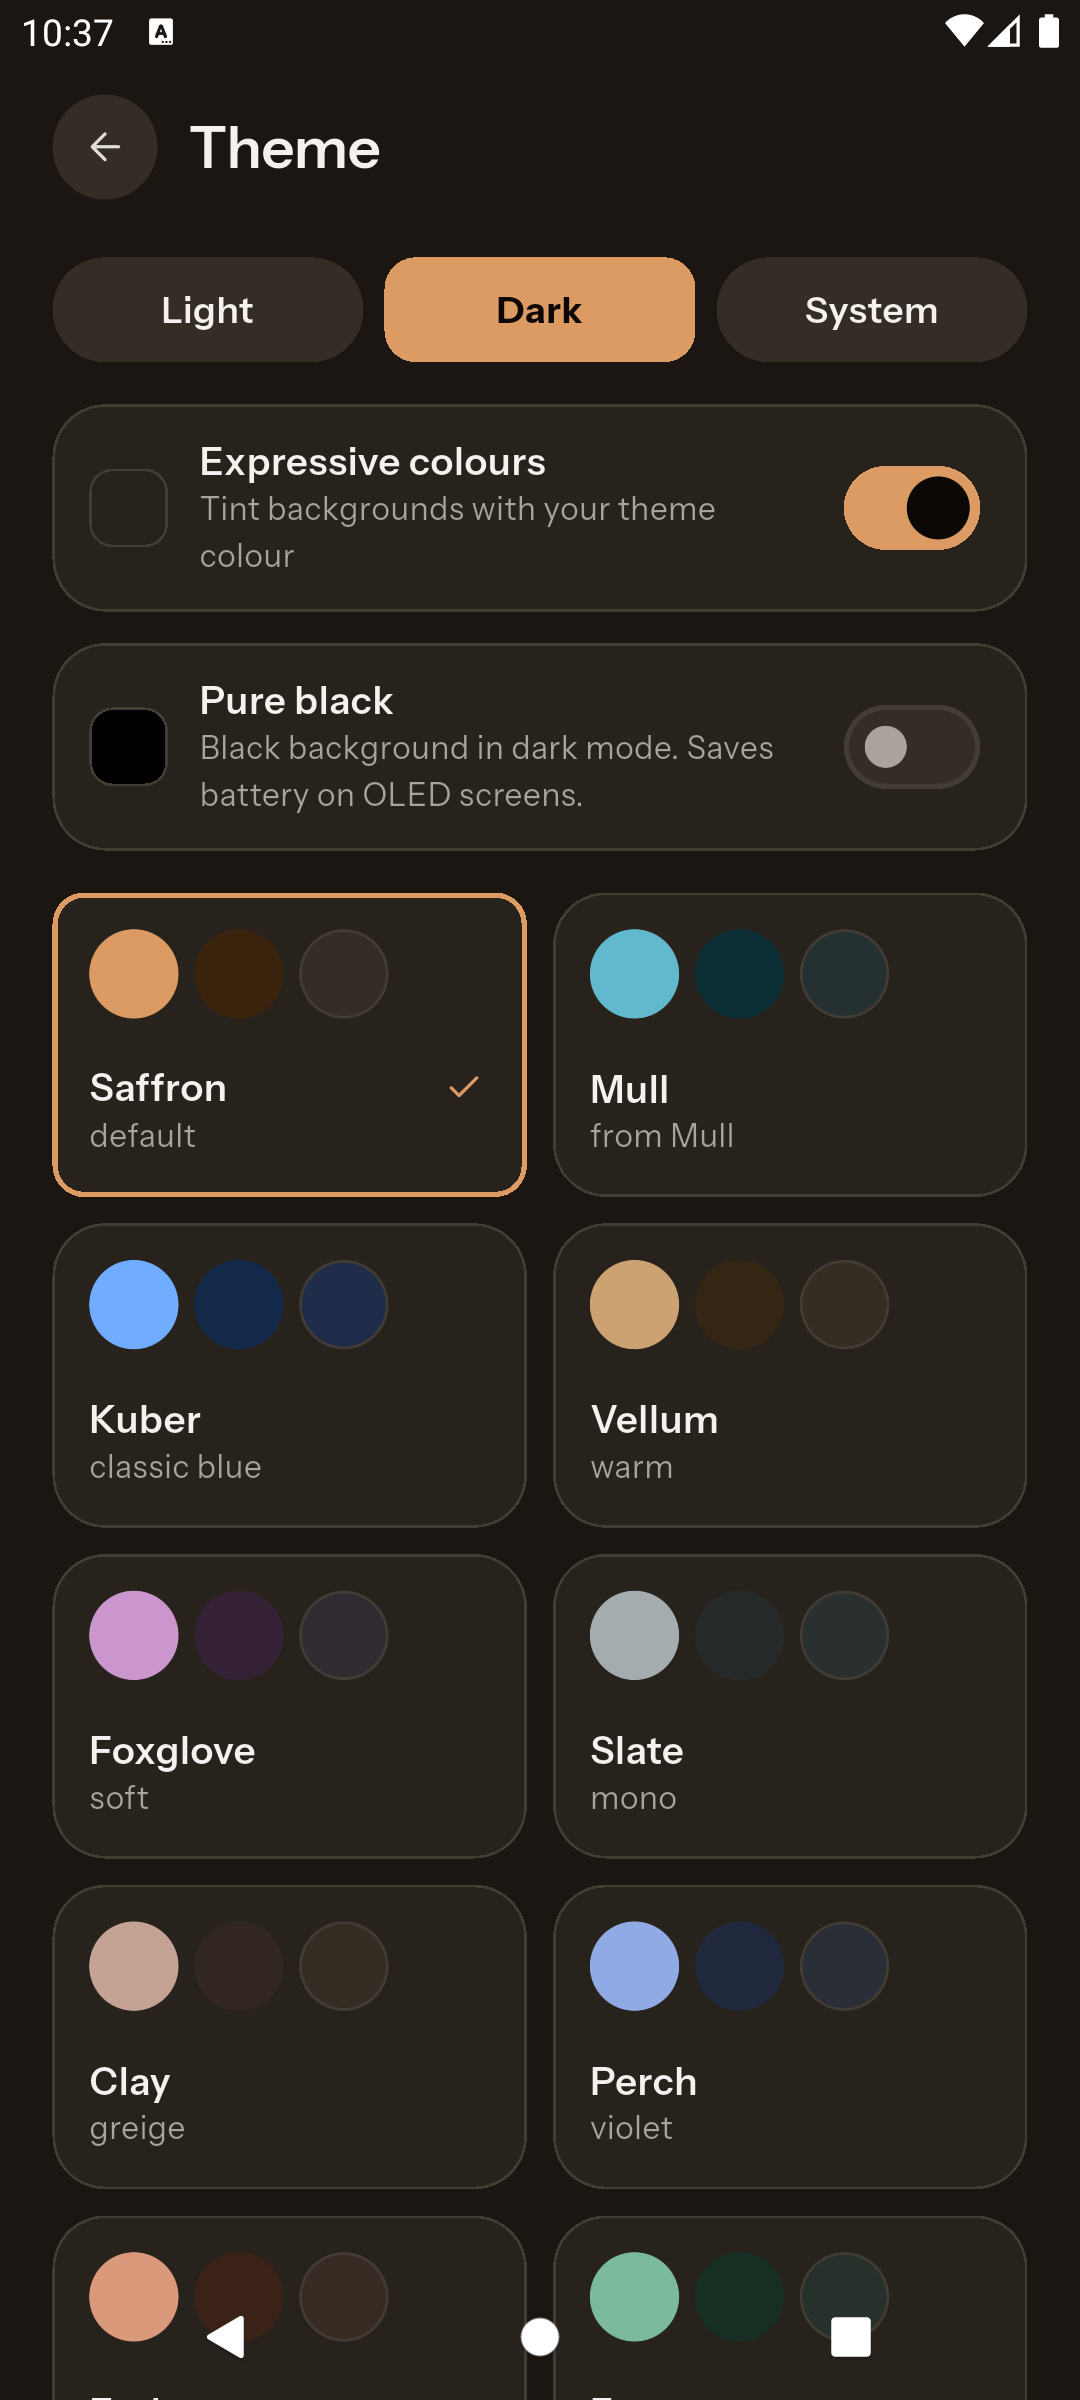 10:37
Theme
Light
Dark
System
Expressive colours
Tint backgrounds with your theme
colour
Pure black
Black background in dark mode. Saves
battery on OLED screens.
Saffron
default
Mull
from Mull
Kuber
classic blue
Vellum
warm
Foxglove
soft
Slate
mono
Clay
greige
Perch
violet